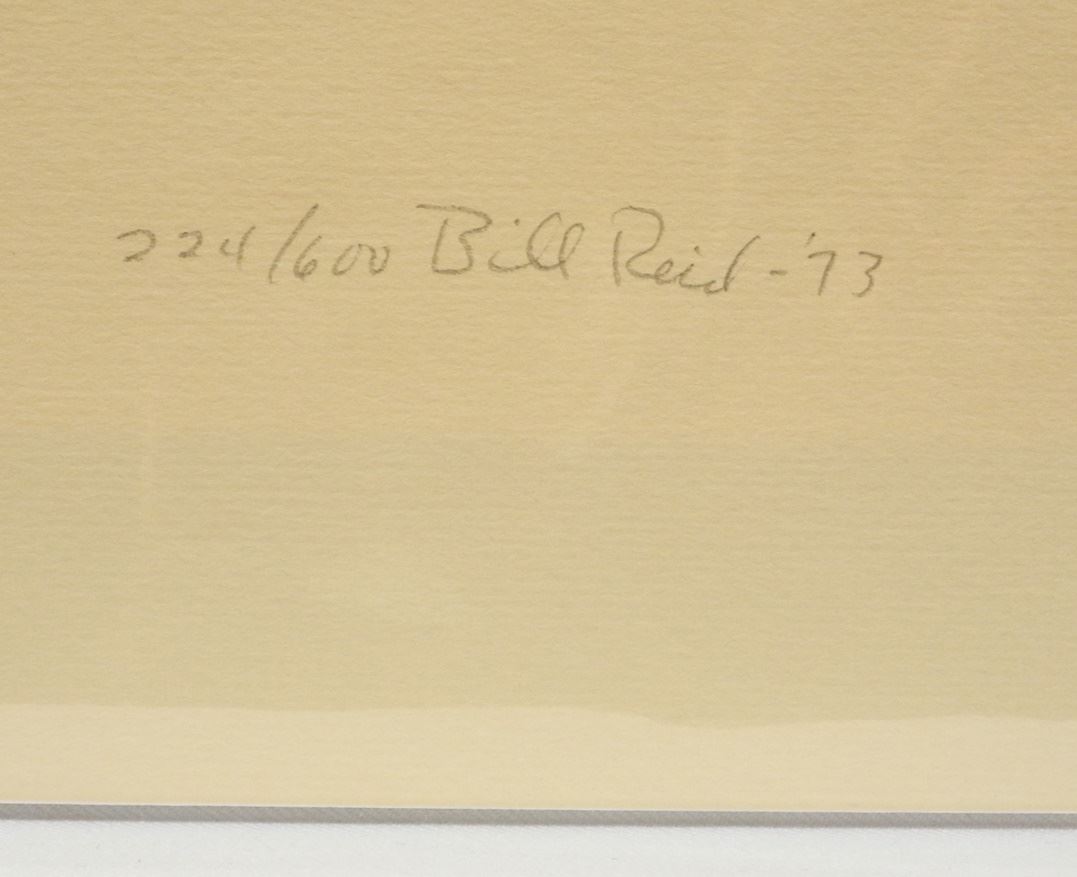 224/600 Bill Reid - '73